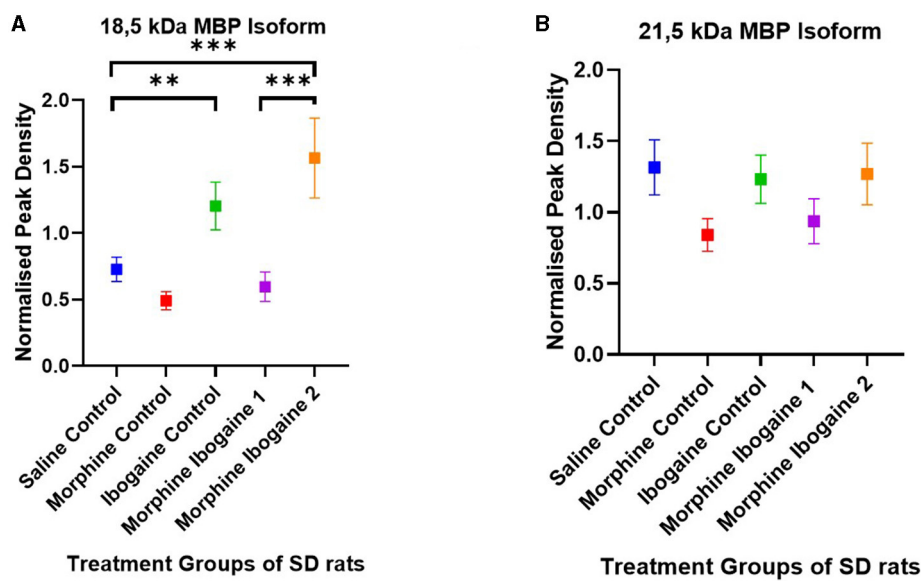 A
18,5 kDa MBP Isoform
***
**
***
Normalised Peak Density
2.0
1.5
1.0
0.5
0.0
Saline Control
Morphine Control
Ibogaine Control
Morphine Ibogaine 1
Morphine Ibogaine 2
Treatment Groups of SD rats
B
21,5 kDa MBP Isoform
Normalised Peak Density
2.0
1.5
1.0
0.5
0.0
Saline Control
Morphine Control
Ibogaine Control
Morphine Ibogaine 1
Morphine Ibogaine 2
Treatment Groups of SD rats